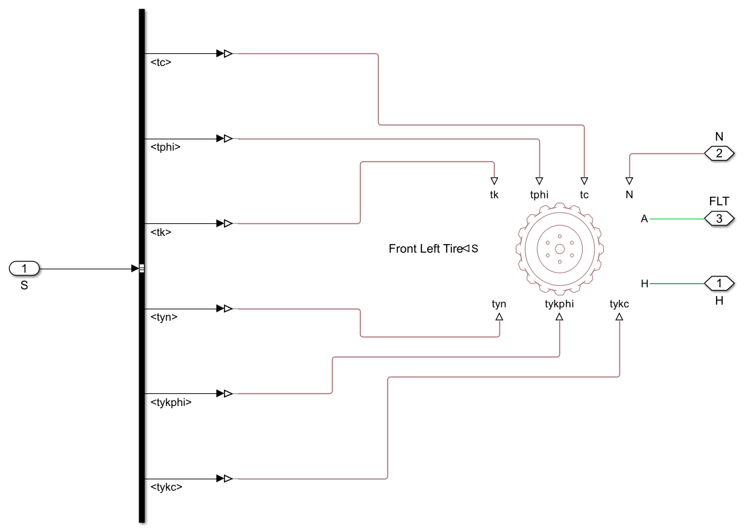 <tc>
<tphi>
<tk>
<tyn>
<tykphi>
<tykc>
1
S
tk tphi tc N
Front Left Tire S
tyn tykphi tykc
A
H
N
2
FLT
3
1
H